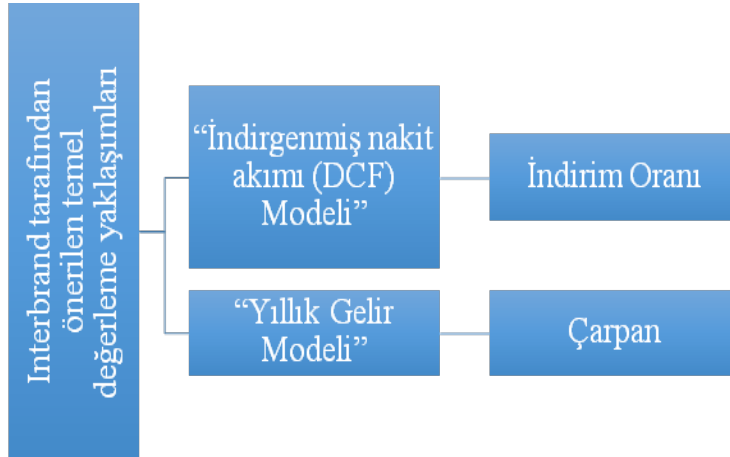 Interbrand tarafından
önerilen temel
değerleme yaklaşımları
“İndirgenmiş nakit
akımı (DCF)
Modeli”
İndirim Oranı
“Yıllık Gelir
Modeli”
Çarpan